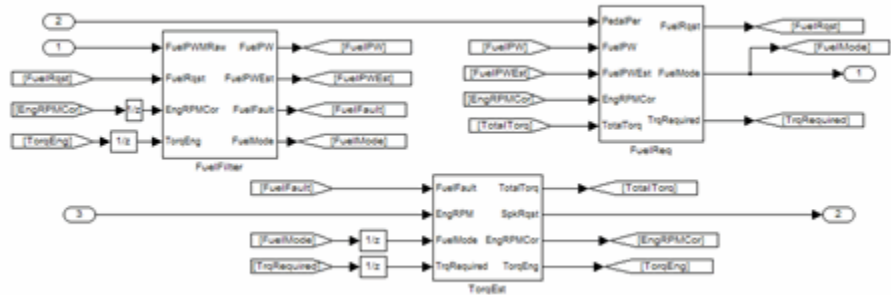 2
PedalPer
FuelRqst
[FuelRqst]
1
FuelPWMRaw
FuelPW
[FuelPW]
[FuelPW]
FuelPW
[FuelMode]
[FuelRqst]
FuelRqst
FuelPWEst
[FuelPWEst]
[FuelPWEst]
FuelPWEst
FuelMode
1
[EngRPMCor]
1/z
EngRPMCor
FuelFault
[FuelFault]
[EngRPMCor]
EngRPMCor
[TorqEng]
1/z
TorqEng
FuelMode
[FuelMode]
[TotalTorq]
TotalTorq
TrqRequired
[TrqRequired]
FuelFilter
FuelReq
[FuelFault]
FuelFault
TotalTorq
[TotalTorq]
3
EngRPM
SpkRqst
2
[FuelMode]
1/z
FuelMode
EngRPMCor
[EngRPMCor]
[TrqRequired]
1/z
TrqRequired
TorqEng
[TorqEng]
TorqEst